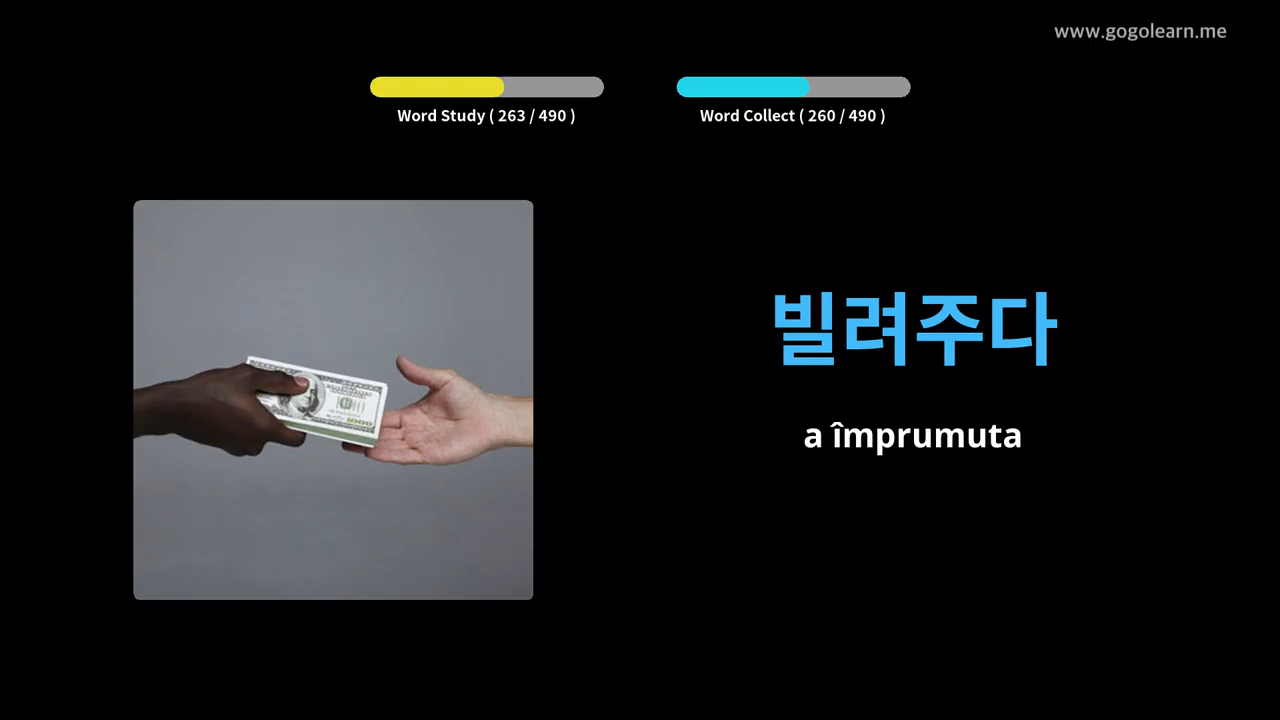 www.gogolearn.me
Word Study ( 263 / 490 )
Word Collect ( 260 / 490 )
빌려주다
a împrumuta